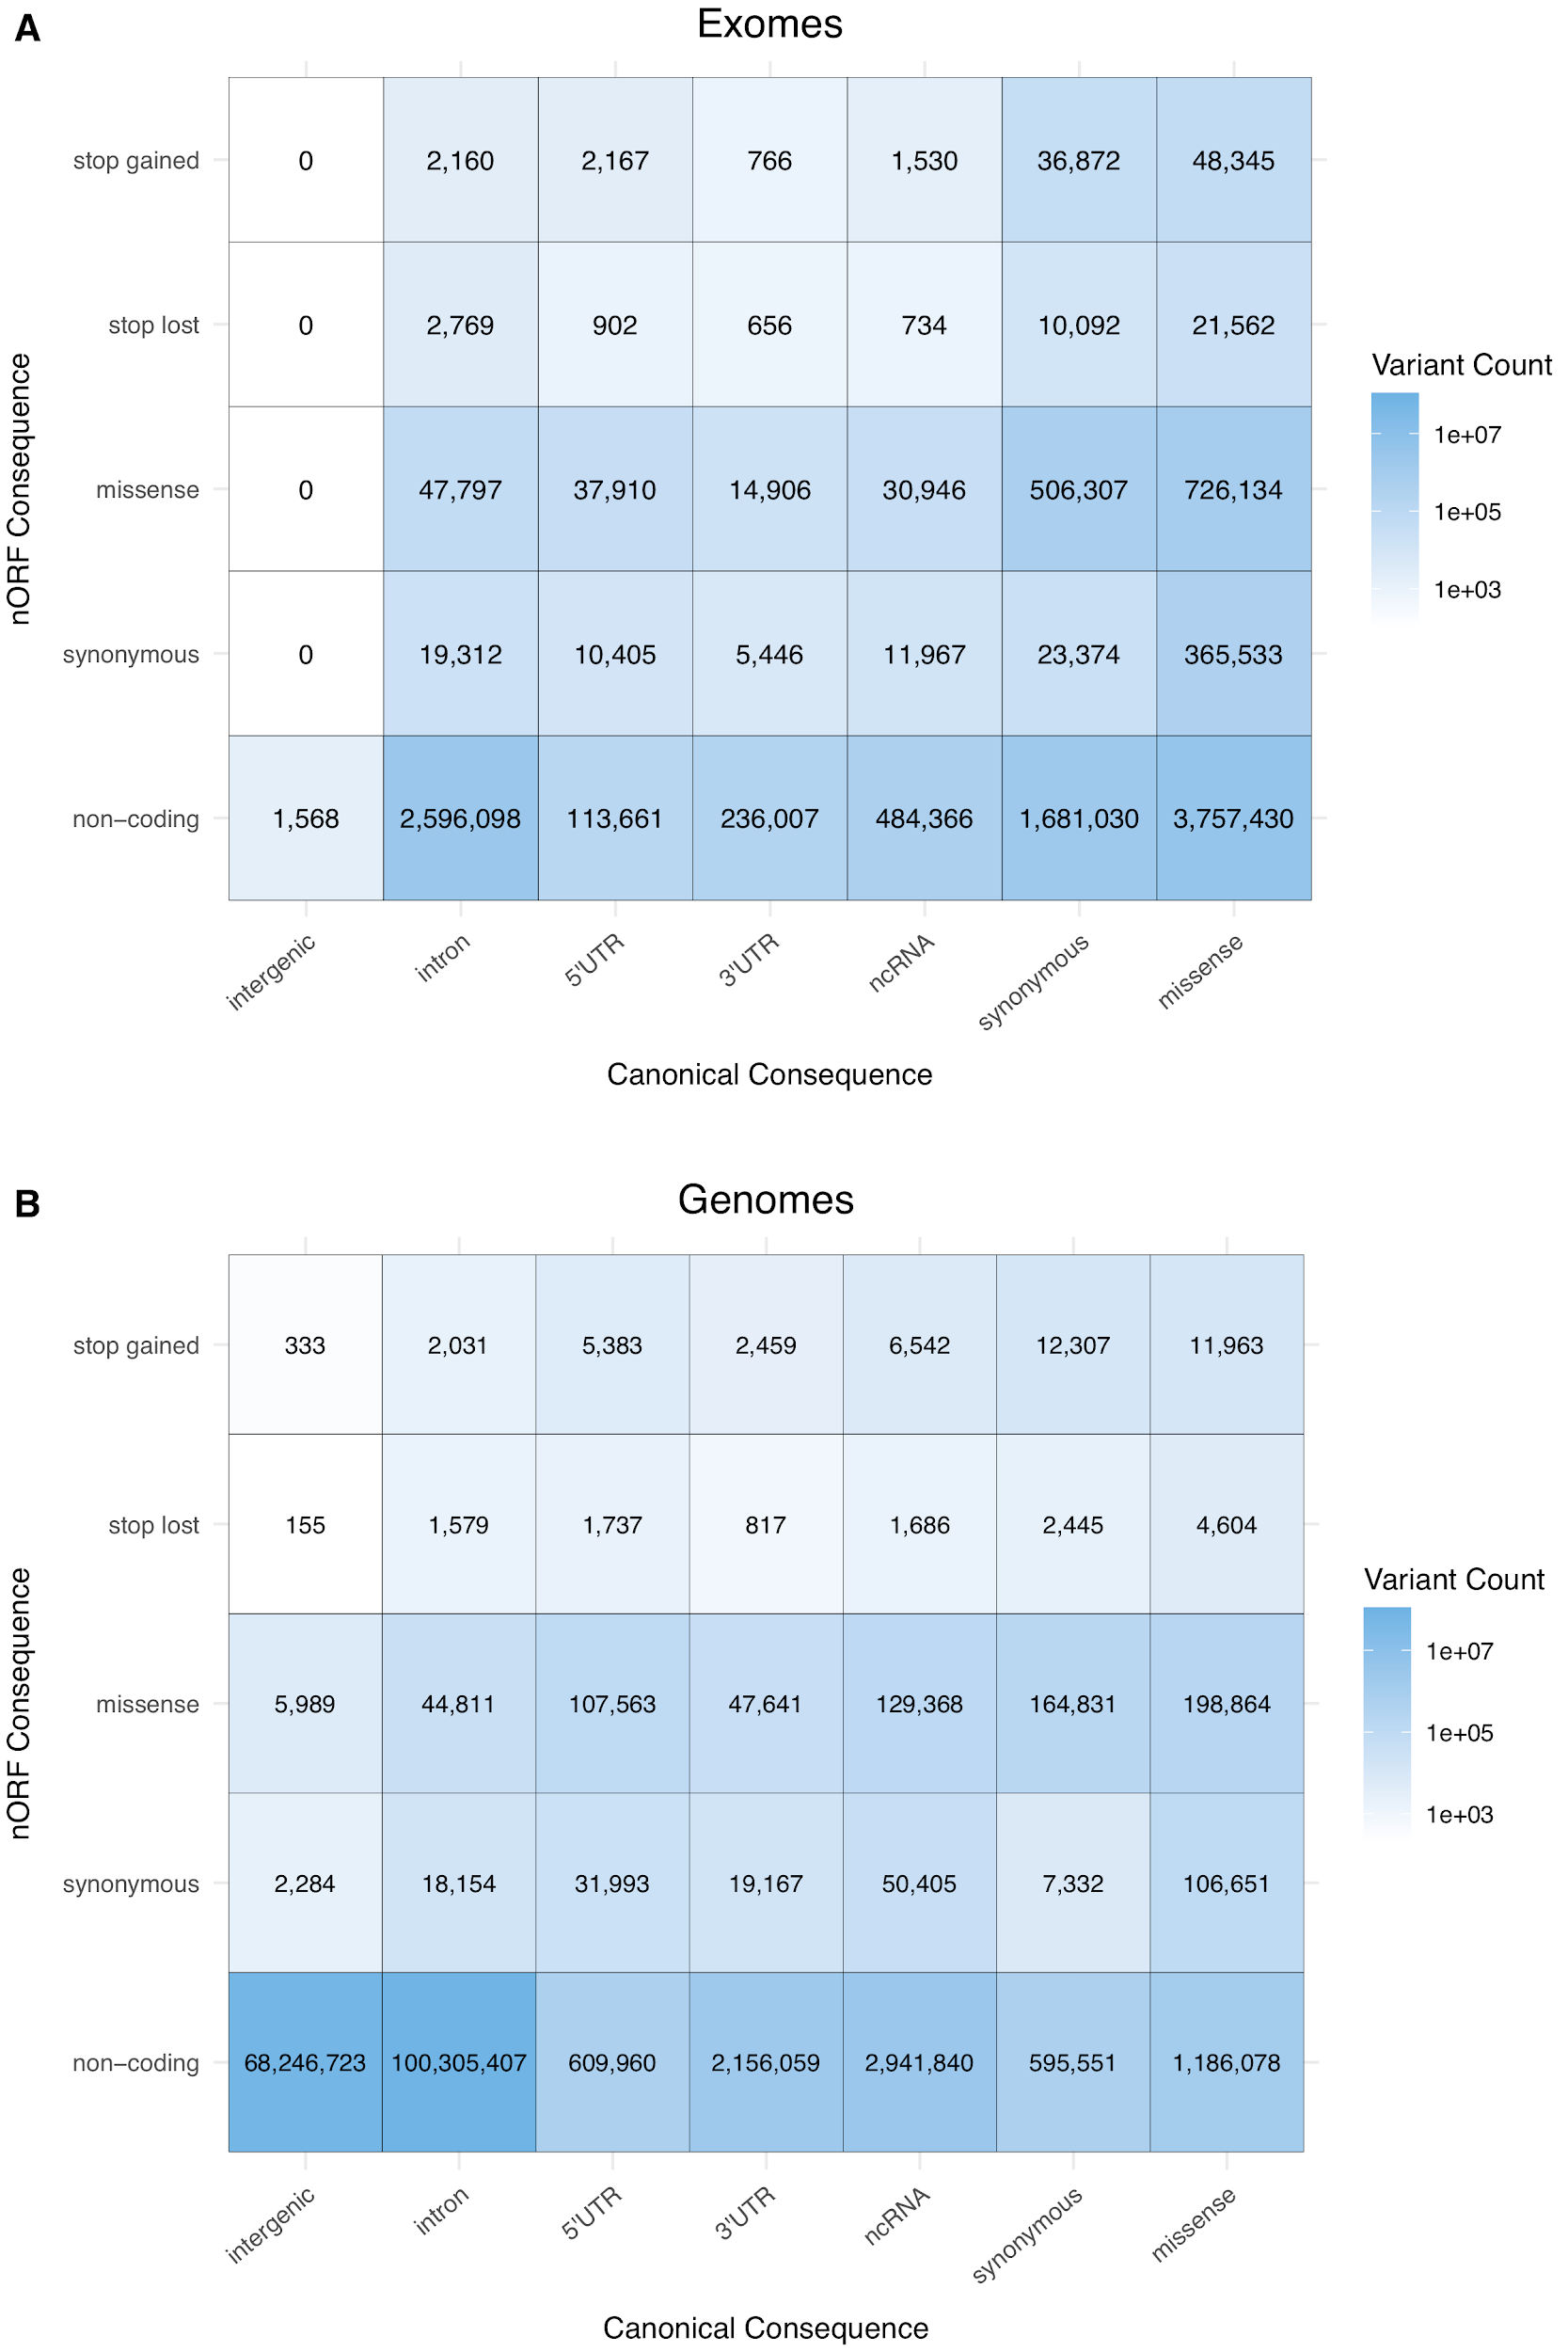 A
Exomes
stop gained 0 2,160 2,167 766 1,530 36,872 48,345
stop lost 0 2,769 902 656 734 10,092 21,562
missense 0 47,797 37,910 14,906 30,946 506,307 726,134
synonymous 0 19,312 10,405 5,446 11,967 23,374 365,533
non−coding 1,568 2,596,098 113,661 236,007 484,366 1,681,030 3,757,430
nORF Consequence
intergenic intron 5'UTR 3'UTR ncRNA synonymous missense
Canonical Consequence
Variant Count
1e+07
1e+05
1e+03
B
Genomes
stop gained 333 2,031 5,383 2,459 6,542 12,307 11,963
stop lost 155 1,579 1,737 817 1,686 2,445 4,604
missense 5,989 44,811 107,563 47,641 129,368 164,831 198,864
synonymous 2,284 18,154 31,993 19,167 50,405 7,332 106,651
non−coding 68,246,723 100,305,407 609,960 2,156,059 2,941,840 595,551 1,186,078
nORF Consequence
intergenic intron 5'UTR 3'UTR ncRNA synonymous missense
Canonical Consequence
Variant Count
1e+07
1e+05
1e+03